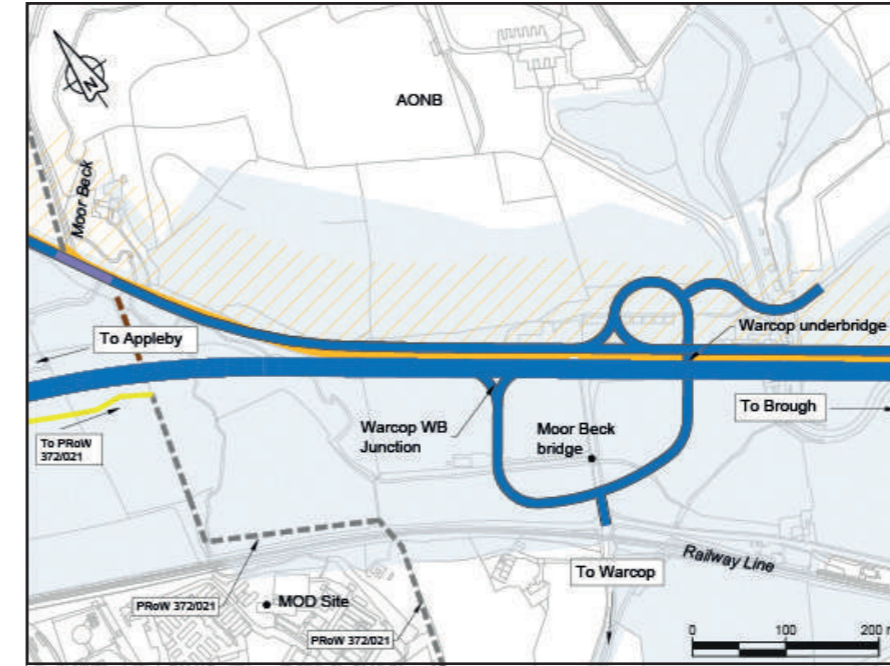 AONB
N
Moor Beck
To Appleby
Warcop underbridge
To PRoW
372/021
Warcop WB
Junction
Moor Beck
bridge
To Brough
Railway Line
To Warcop
PRoW 372/021
MOD Site
PRoW 372/021
0 100 200 m